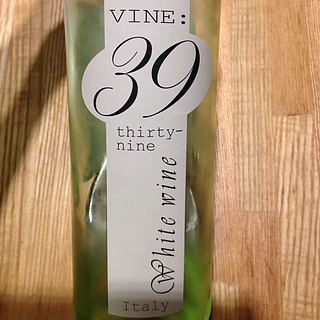 VINE:
39
thirty-
nine
White wine
Italy